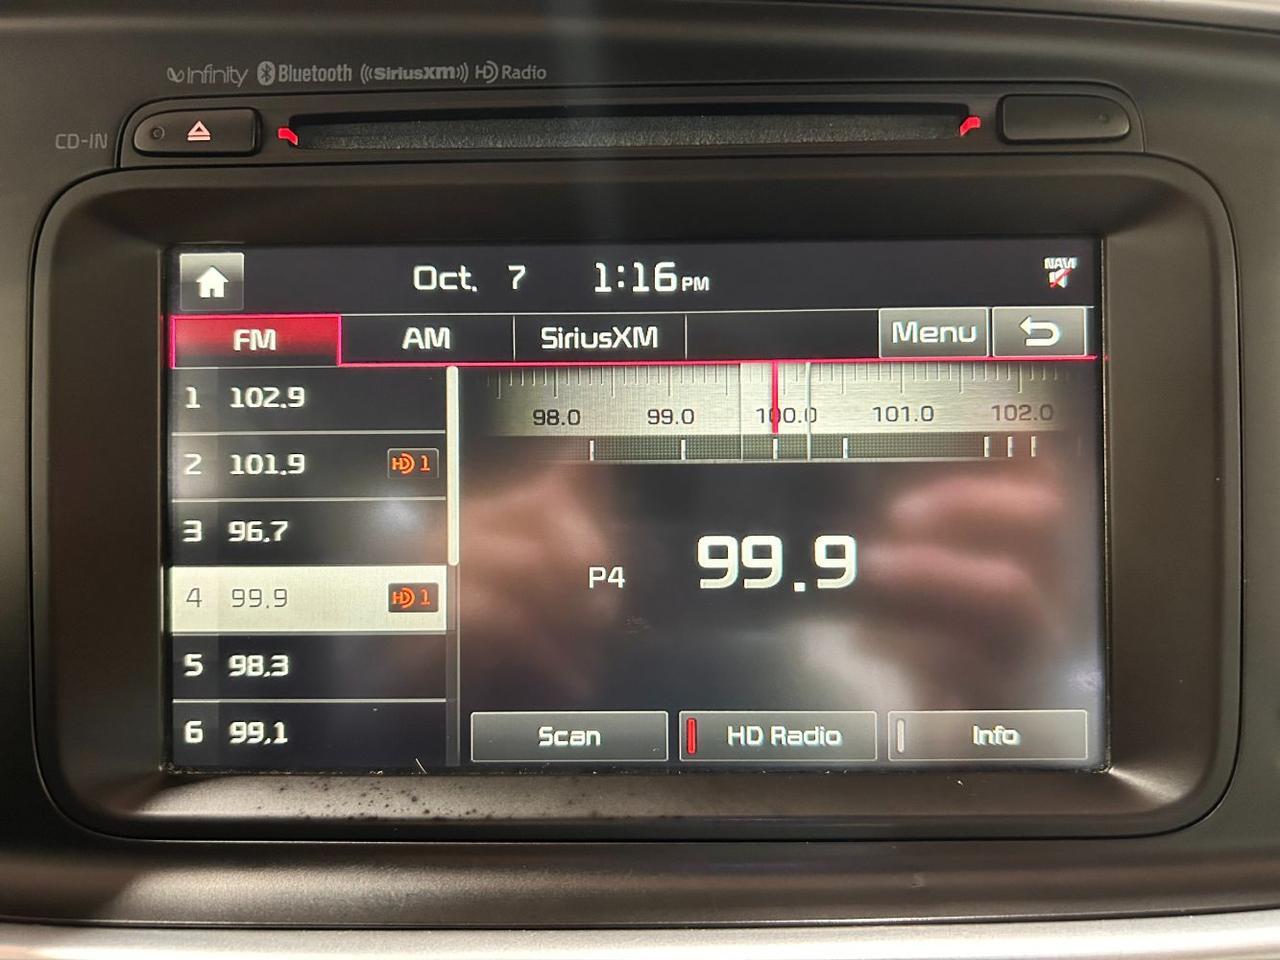 Infinity Bluetooth SiriusXM HD Radio
CD-IN
Oct. 7 1:16 PM NAVI
FM AM SiriusXM Menu
1 102.9
2 101.9 HD 1
3 96.7
4 99.9 HD 1
5 98.3
6 99.1
98.0 99.0 100.0 101.0 102.0
P4 99.9
Scan HD Radio Info